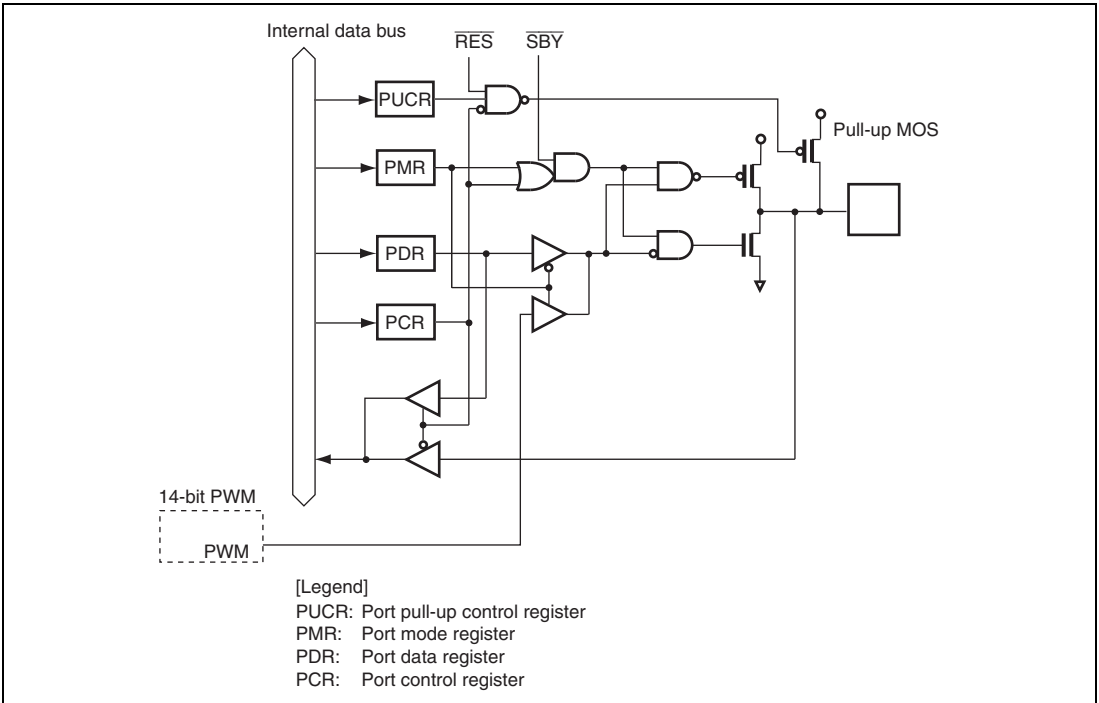 Internal data bus
RES
SBY
PUCR
Pull-up MOS
PMR
PDR
PCR
14-bit PWM
PWM
[Legend]
PUCR: Port pull-up control register
PMR: Port mode register
PDR: Port data register
PCR: Port control register